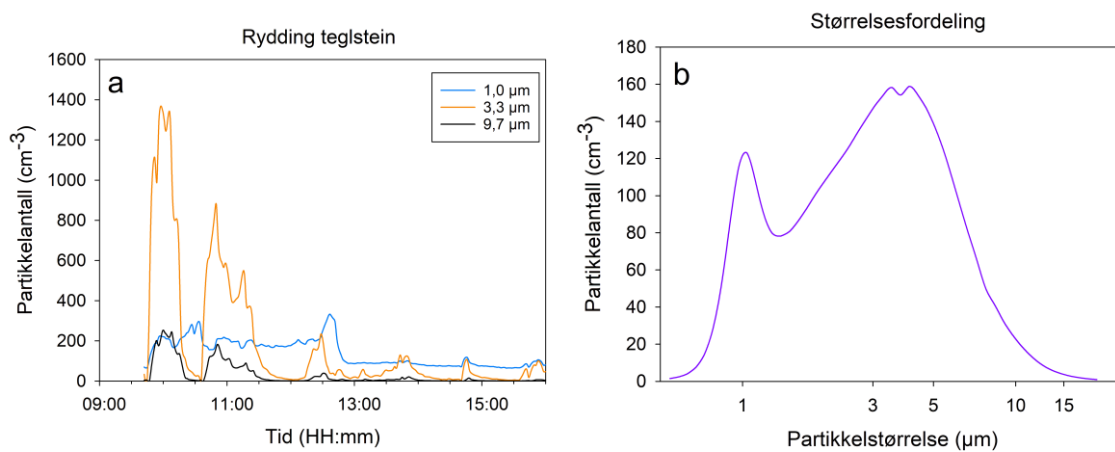 Rydding teglstein
a
1,0 µm
3,3 µm
9,7 µm
1600
1400
1200
1000
800
600
400
200
0
Partikkelantall (cm-3)
09:00 11:00 13:00 15:00
Tid (HH:mm)
Størrelsesfordeling
b
180
160
140
120
100
80
60
40
20
0
Partikkelantall (cm-3)
1 3 5 10 15
Partikkelstørrelse (µm)